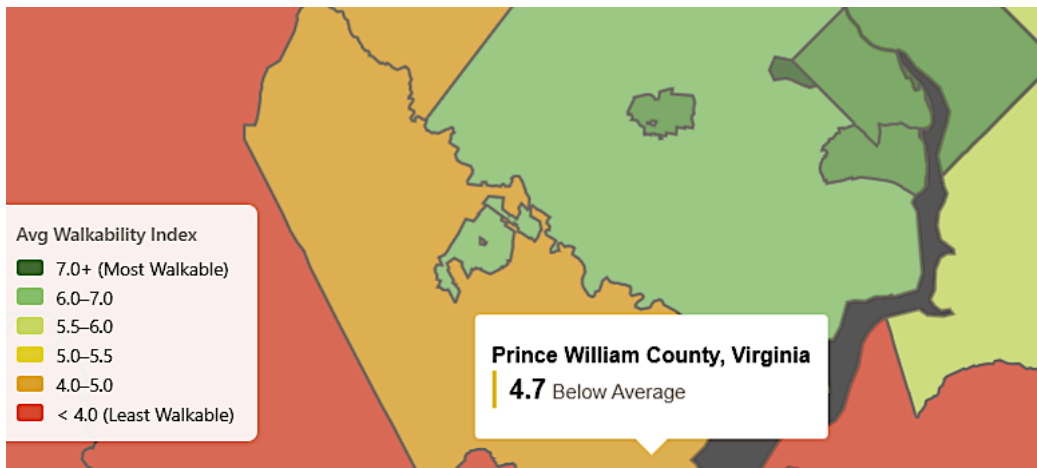 Avg Walkability Index
7.0+ (Most Walkable)
6.0–7.0
5.5–6.0
5.0–5.5
4.0–5.0
< 4.0 (Least Walkable)
Prince William County, Virginia
4.7 Below Average